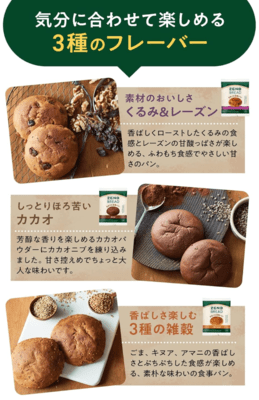 気分に合わせて楽しめる
3種のフレーバー
素材のおいしさ
くるみ&レーズン
香ばしくローストしたくるみの食
感とレーズンの甘酸っぱさが楽し
める、ふわもち食感でやさしい甘
さのパン。
しっとりほろ苦い
カカオ
芳醇な香りを楽しめるカカオパ
ウダーにカカオニブを練り込み
ました。甘さ控えめでちょっと大
人な味わいです。
香ばしさ楽しむ
3種の雑穀
ごま、キヌア、アマニの香ばし
さとぷちぷちした食感が楽しめ
る、素朴な味わいの食事パン。